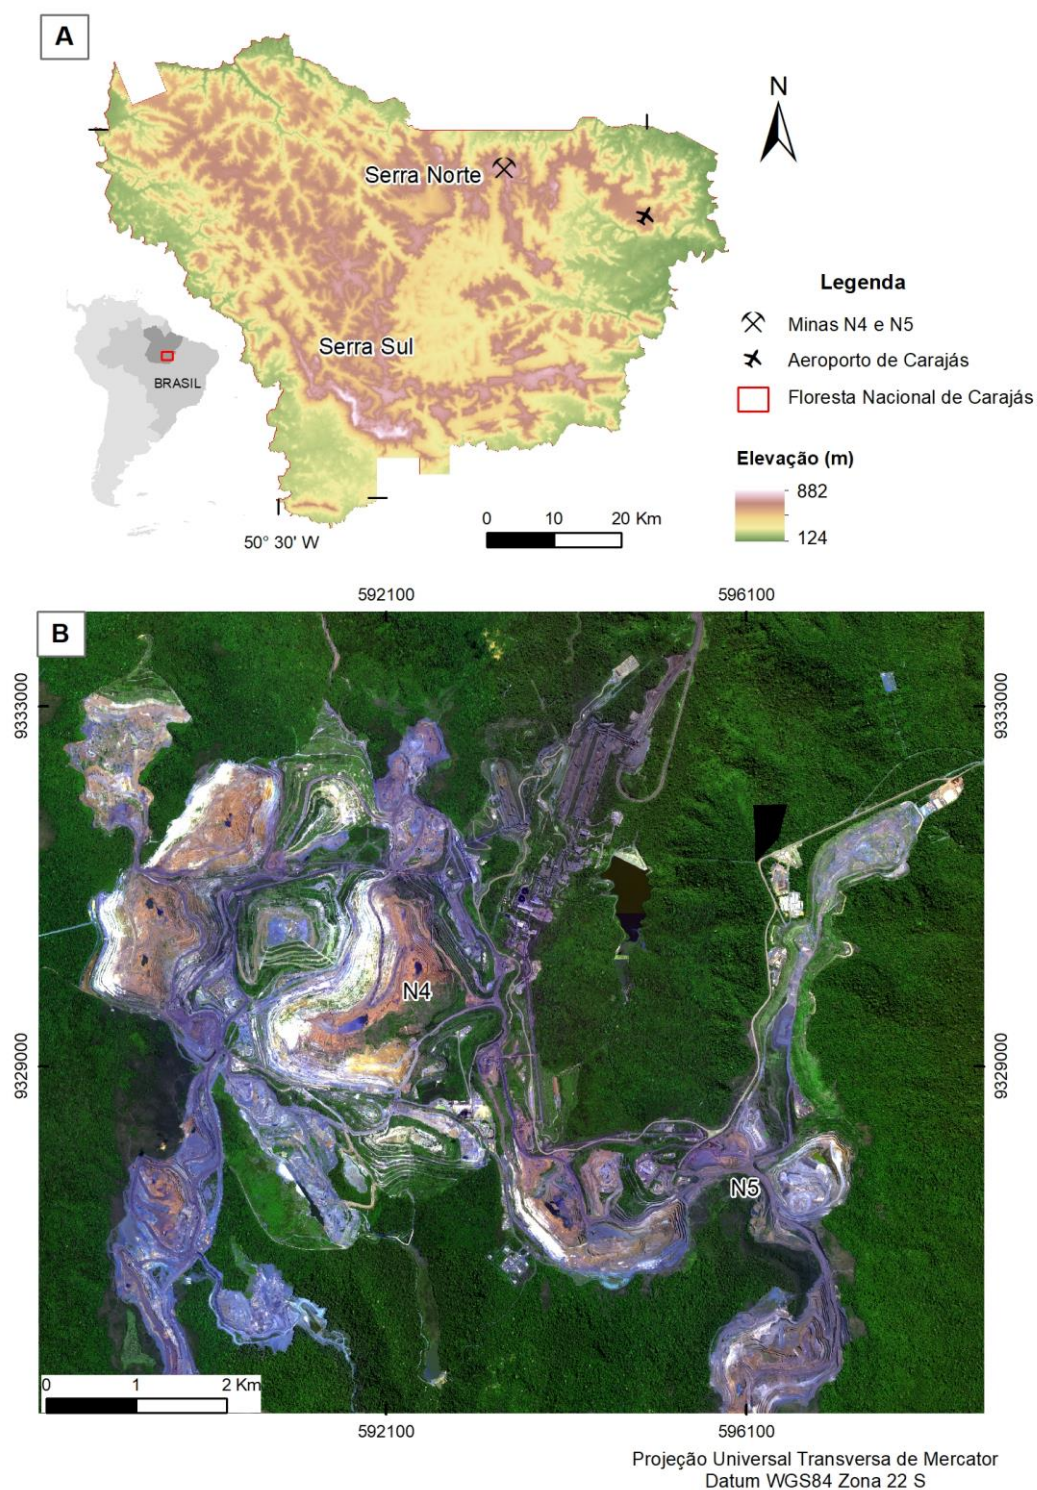 A
N
Serra Norte
Serra Sul
BRASIL
50° 30' W
0 10 20 Km
Legenda
Minas N4 e N5
Aeroporto de Carajás
Floresta Nacional de Carajás
Elevação (m)
882
124
592100 596100
B
9333000 9333000
N4
9329000 9329000
N5
0 1 2 Km
592100 596100
Projeção Universal Transversa de Mercator
Datum WGS84 Zona 22 S